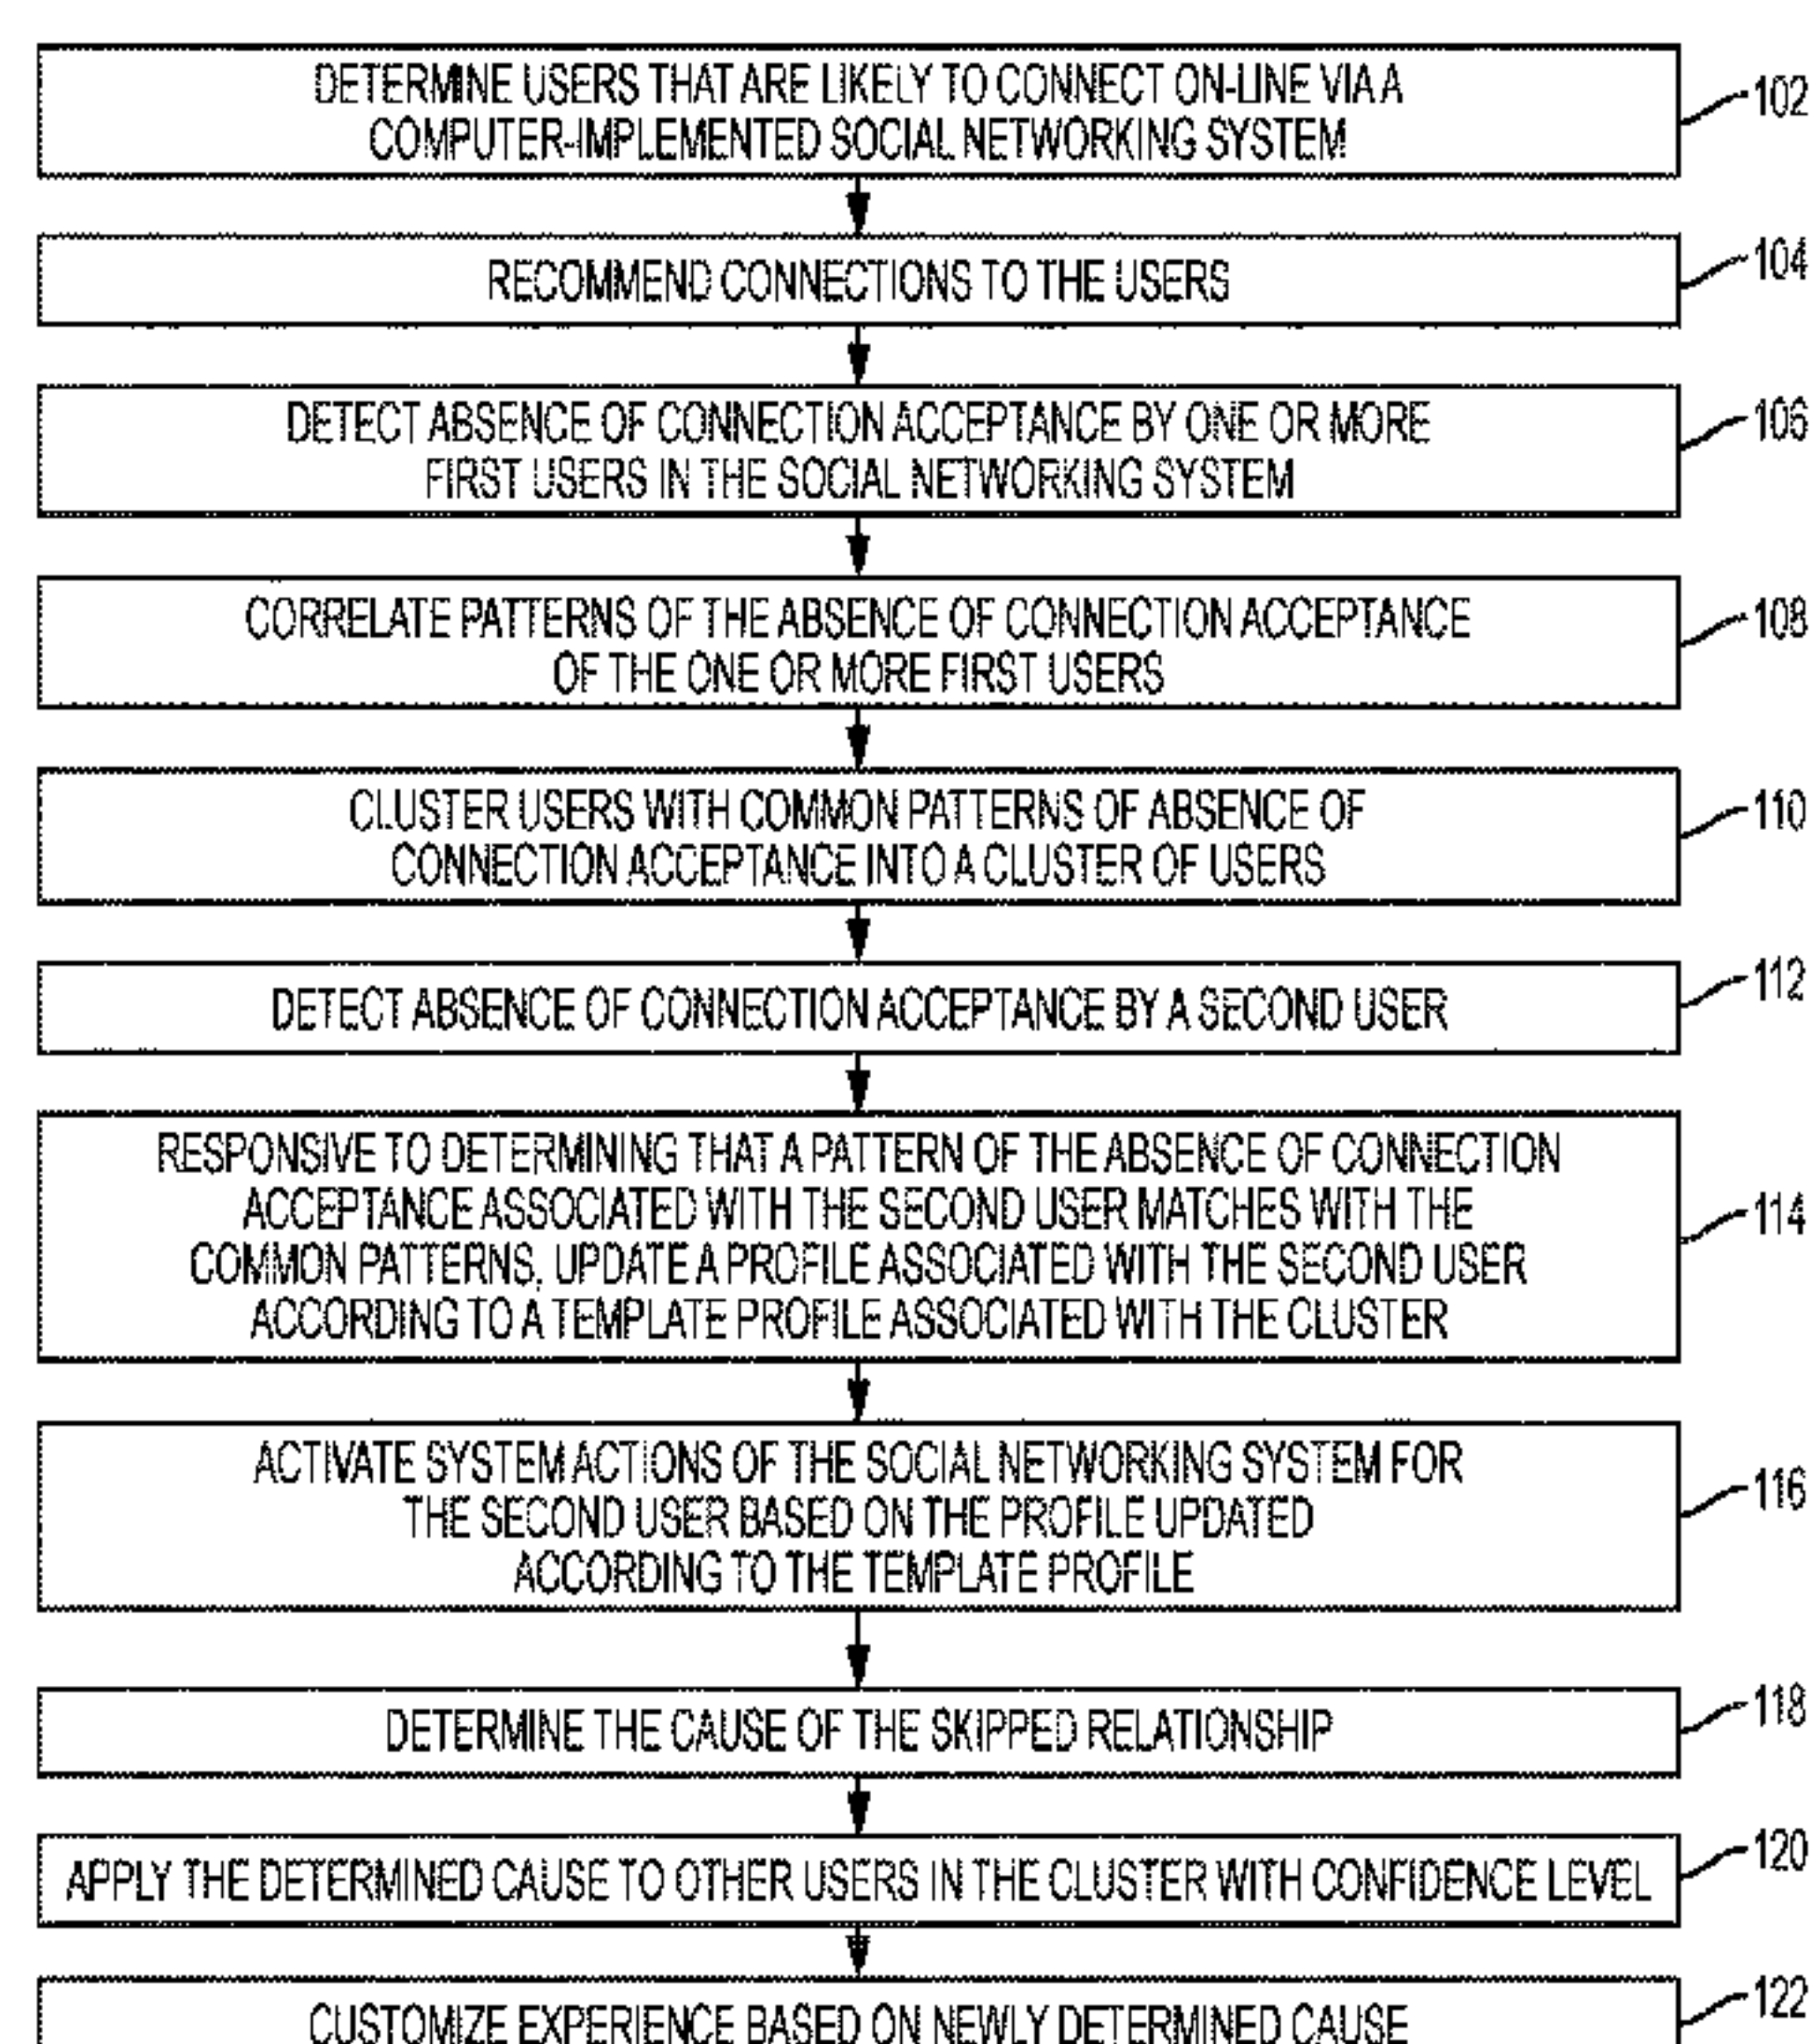 DETERMINE USERS THAT ARE LIKELY TO CONNECT ON-LINE VIA A
COMPUTER-IMPLEMENTED SOCIAL NETWORKING SYSTEM
102
RECOMMEND CONNECTIONS TO THE USERS
104
DETECT ABSENCE OF CONNECTION ACCEPTANCE BY ONE OR MORE
FIRST USERS IN THE SOCIAL NETWORKING SYSTEM
106
CORRELATE PATTERNS OF THE ABSENCE OF CONNECTION ACCEPTANCE
OF THE ONE OR MORE FIRST USERS
108
CLUSTER USERS WITH COMMON PATTERNS OF ABSENCE OF
CONNECTION ACCEPTANCE INTO A CLUSTER OF USERS
110
DETECT ABSENCE OF CONNECTION ACCEPTANCE BY A SECOND USER
112
RESPONSIVE TO DETERMINING THAT A PATTERN OF THE ABSENCE OF CONNECTION
ACCEPTANCE ASSOCIATED WITH THE SECOND USER MATCHES WITH THE
COMMON PATTERNS, UPDATE A PROFILE ASSOCIATED WITH THE SECOND USER
ACCORDING TO A TEMPLATE PROFILE ASSOCIATED WITH THE CLUSTER
114
ACTIVATE SYSTEM ACTIONS OF THE SOCIAL NETWORKING SYSTEM FOR
THE SECOND USER BASED ON THE PROFILE UPDATED
ACCORDING TO THE TEMPLATE PROFILE
116
DETERMINE THE CAUSE OF THE SKIPPED RELATIONSHIP
118
APPLY THE DETERMINED CAUSE TO OTHER USERS IN THE CLUSTER WITH CONFIDENCE LEVEL
120
CUSTOMIZE EXPERIENCE BASED ON NEWLY DETERMINED CAUSE
122